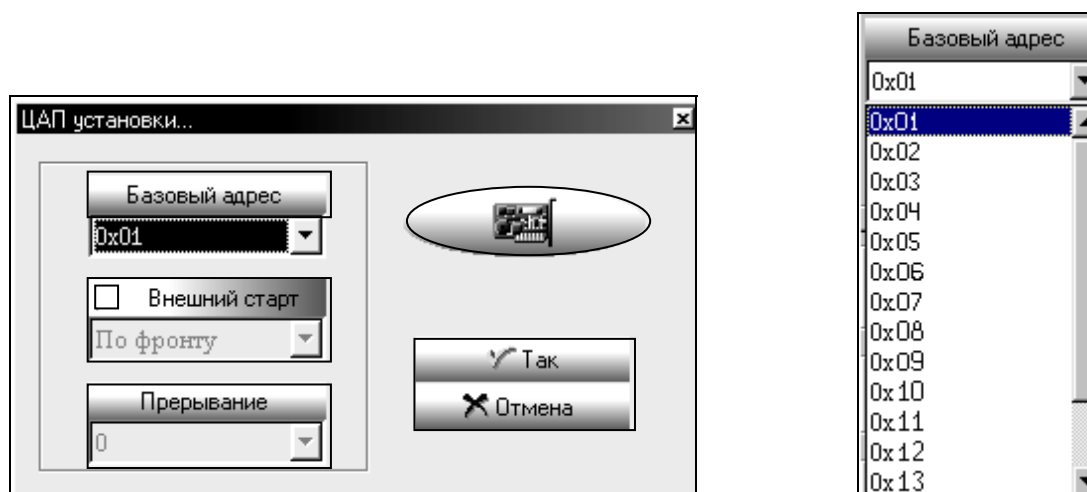 ЦАП установки...
Базовый адрес
0x01
Внешний старт
По фронту
Прерывание
0
Так
Отмена
Базовый адрес
0x01
0x01
0x02
0x03
0x04
0x05
0x06
0x07
0x08
0x09
0x10
0x11
0x12
0x13